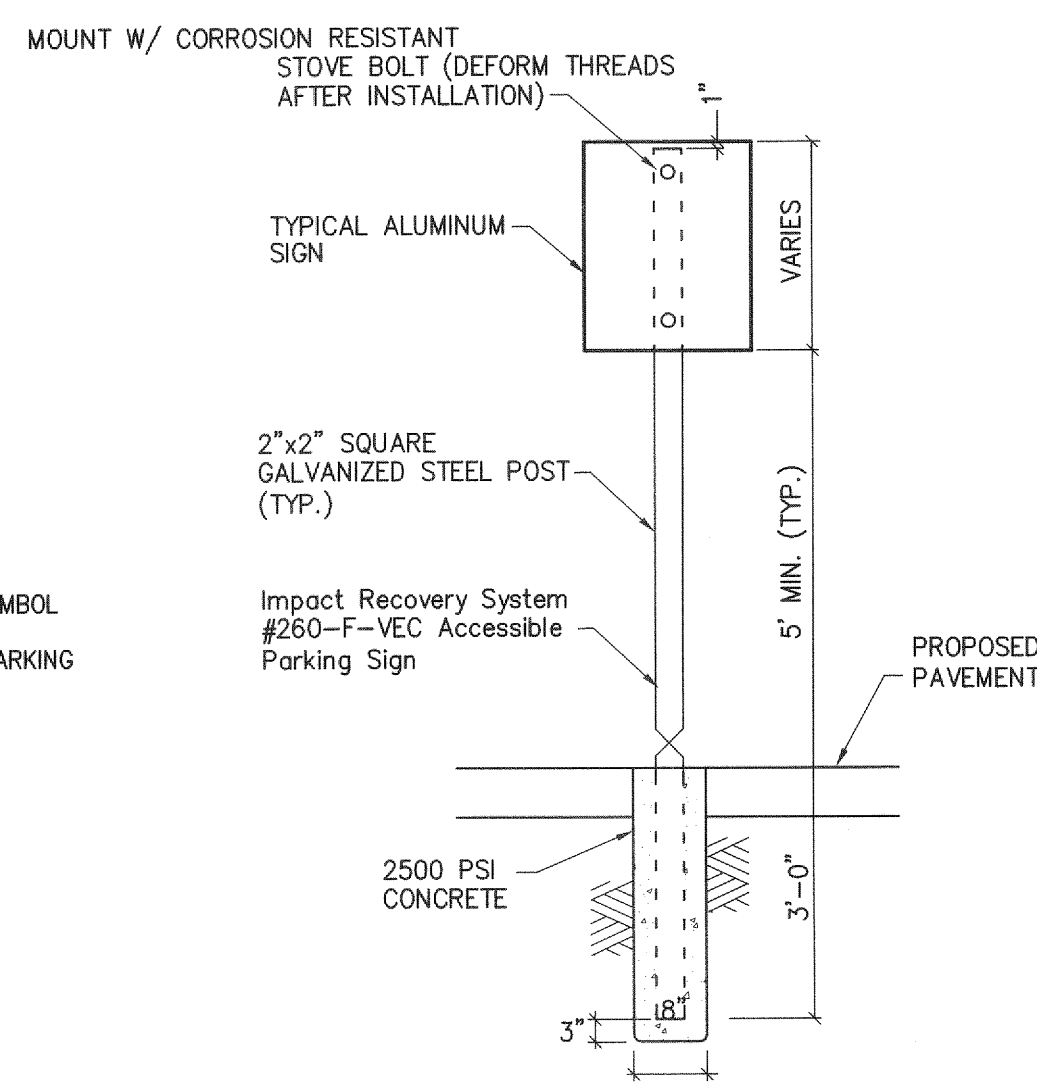 MOUNT W/ CORROSION RESISTANT
STOVE BOLT (DEFORM THREADS
AFTER INSTALLATION)
1"
TYPICAL ALUMINUM
SIGN
VARIES
2"x2" SQUARE
GALVANIZED STEEL POST
(TYP.)
5' MIN. (TYP.)
MBOL
ARKING
Impact Recovery System
#260-F-VEC Accessible
Parking Sign
PROPOSED
PAVEMENT
2500 PSI
CONCRETE
3'-0"
8"
3"